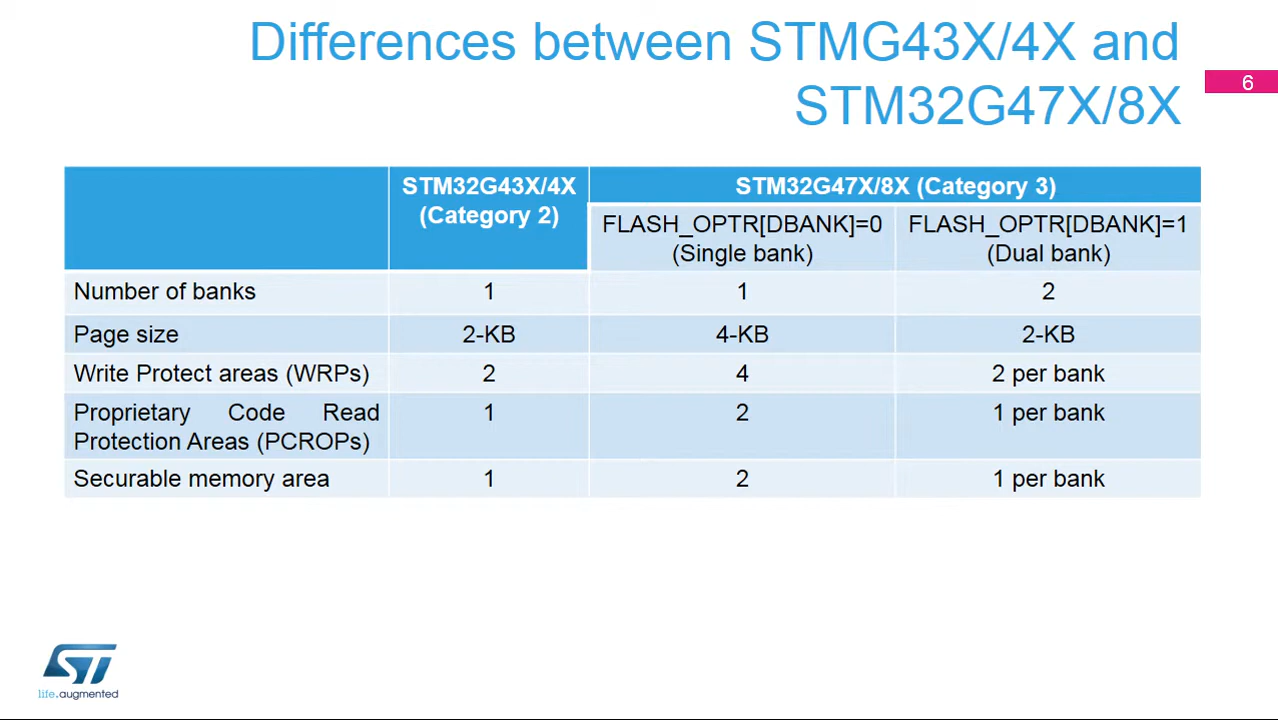 Differences between STMG43X/4X and
STM32G47X/8X
6
STM32G43X/4X
(Category 2)
STM32G47X/8X (Category 3)
FLASH_OPTR[DBANK]=0
(Single bank)
FLASH_OPTR[DBANK]=1
(Dual bank)
Number of banks 1 1 2
Page size 2-KB 4-KB 2-KB
Write Protect areas (WRPs) 2 4 2 per bank
Proprietary Code Read
Protection Areas (PCROPs)
1 2 1 per bank
Securable memory area 1 2 1 per bank
ST
life.augmented